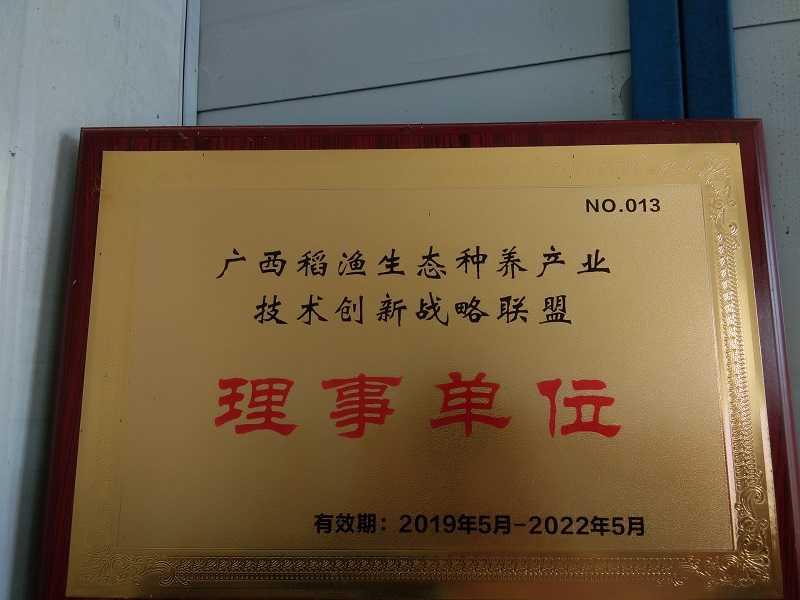 NO.013
广西稻渔生态种养产业
技术创新战略联盟
理事单位
有效期：2019年5月-2022年5月